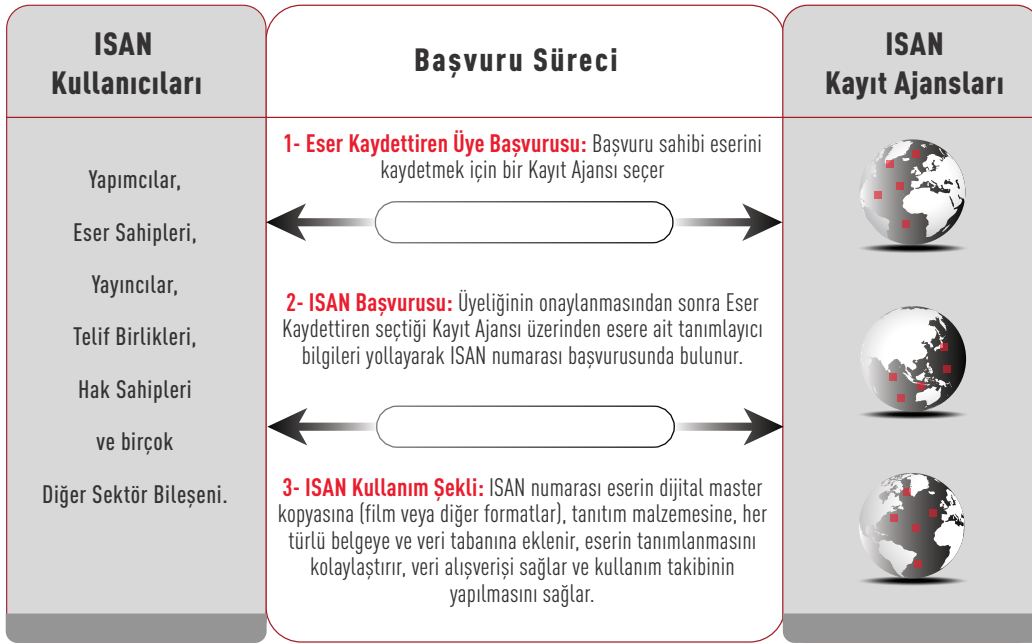 ISAN
Kullanıcıları
Yapımcılar,
Eser Sahipleri,
Yayıncılar,
Telif Birlikleri,
Hak Sahipleri
ve birçok
Diğer Sektör Bileşeni.
Başvuru Süreci
1- Eser Kaydettiren Üye Başvurusu: Başvuru sahibi eserini
kaydetmek için bir Kayıt Ajansı seçer
2- ISAN Başvurusu: Üyeliğinin onaylanmasından sonra Eser
Kaydettiren seçtiği Kayıt Ajansı üzerinden esere ait tanımlayıcı
bilgileri yollayarak ISAN numarası başvurusunda bulunur.
3- ISAN Kullanım Şekli: ISAN numarası eserin dijital master
kopyasına (film veya diğer formatlar), tanıtım malzemesine, her
türlü belgeye ve veri tabanına eklenir, eserin tanımlanmasını
kolaylaştırır, veri alışverişi sağlar ve kullanım takibinin
yapılmasını sağlar.
ISAN
Kayıt Ajansları